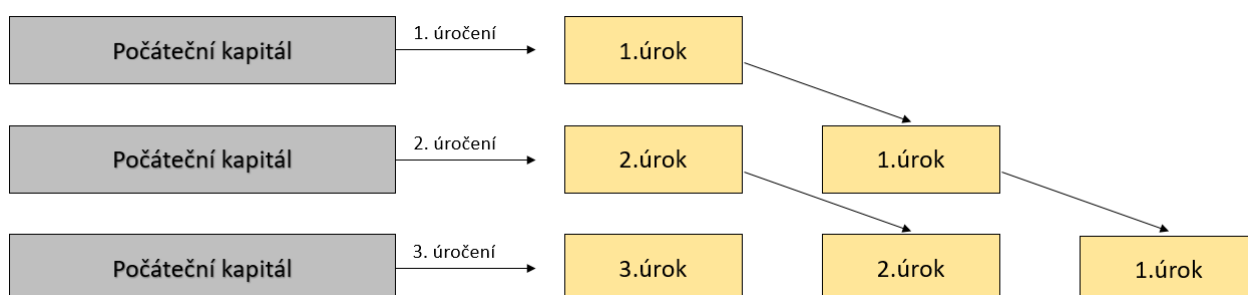 Počáteční kapitál 1. úročení 1.úrok
Počáteční kapitál 2. úročení 2.úrok 1.úrok
Počáteční kapitál 3. úročení 3.úrok 2.úrok 1.úrok